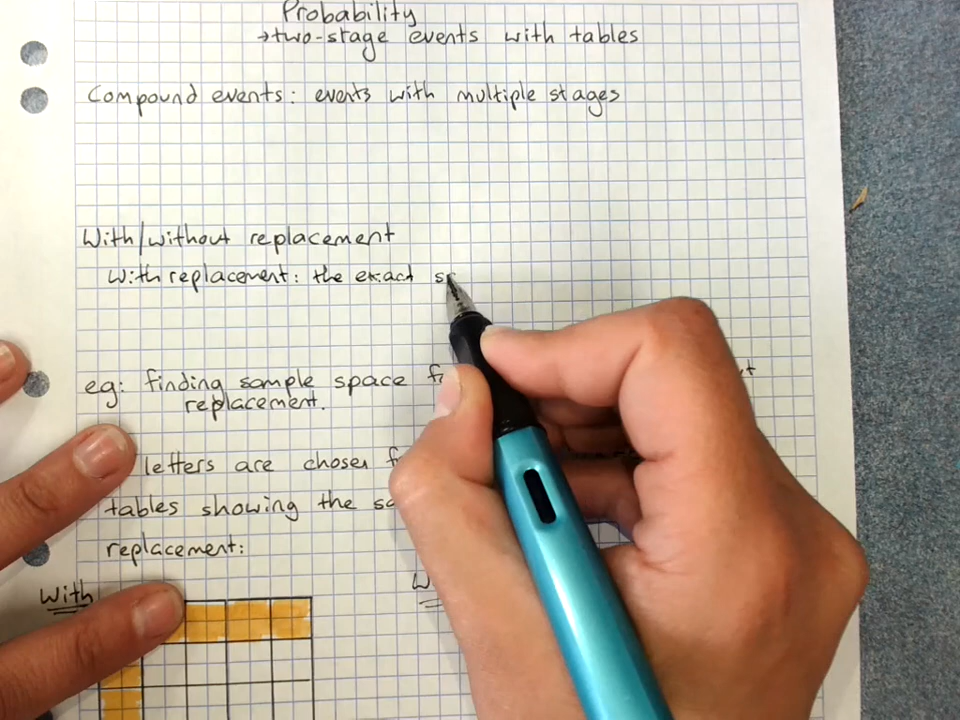 Probability
→two-stage events with tables
Compound events: events with multiple stages
With/without replacement
With replacement: the exact
eg: finding sample space
replacement.
letters are chosen
tables showing the
replacement:
With